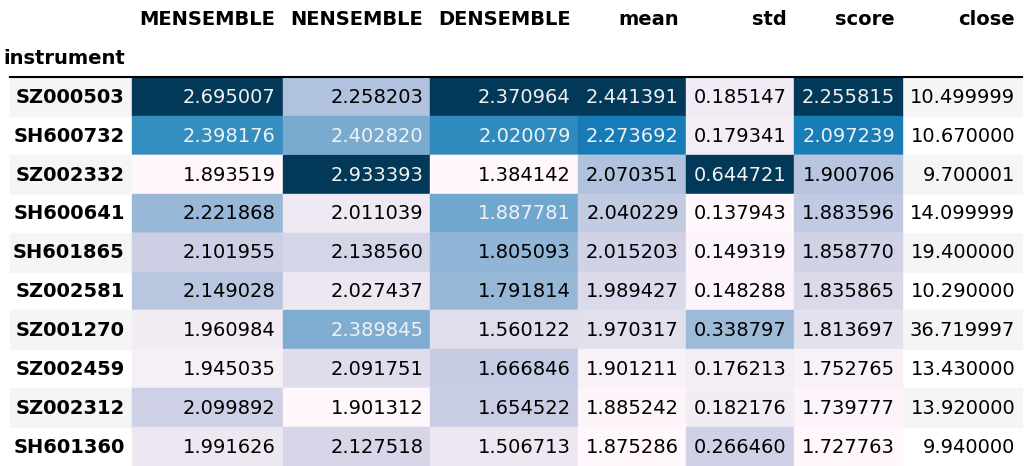 MENSEMBLE NENSEMBLE DENSEMBLE mean std score close
instrument
SZ000503 2.695007 2.258203 2.370964 2.441391 0.185147 2.255815 10.499999
SH600732 2.398176 2.402820 2.020079 2.273692 0.179341 2.097239 10.670000
SZ002332 1.893519 2.933393 1.384142 2.070351 0.644721 1.900706 9.700001
SH600641 2.221868 2.011039 1.887781 2.040229 0.137943 1.883596 14.099999
SH601865 2.101955 2.138560 1.805093 2.015203 0.149319 1.858770 19.400000
SZ002581 2.149028 2.027437 1.791814 1.989427 0.148288 1.835865 10.290000
SZ001270 1.960984 2.389845 1.560122 1.970317 0.338797 1.813697 36.719997
SZ002459 1.945035 2.091751 1.666846 1.901211 0.176213 1.752765 13.430000
SZ002312 2.099892 1.901312 1.654522 1.885242 0.182176 1.739777 13.920000
SH601360 1.991626 2.127518 1.506713 1.875286 0.266460 1.727763 9.940000